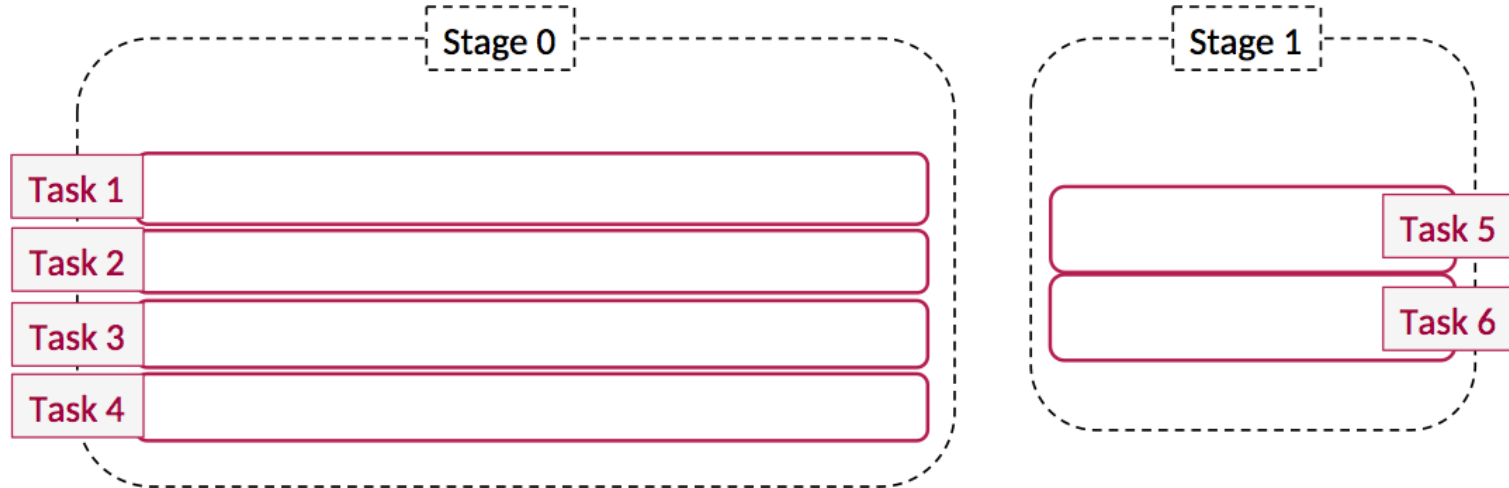 Stage 0
Task 1
Task 2
Task 3
Task 4
Stage 1
Task 5
Task 6